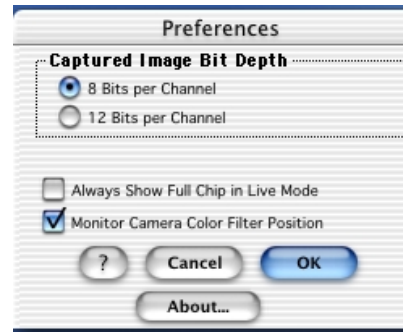 Preferences
Captured Image Bit Depth
8 Bits per Channel
12 Bits per Channel
Always Show Full Chip in Live Mode
Monitor Camera Color Filter Position
? Cancel OK
About...